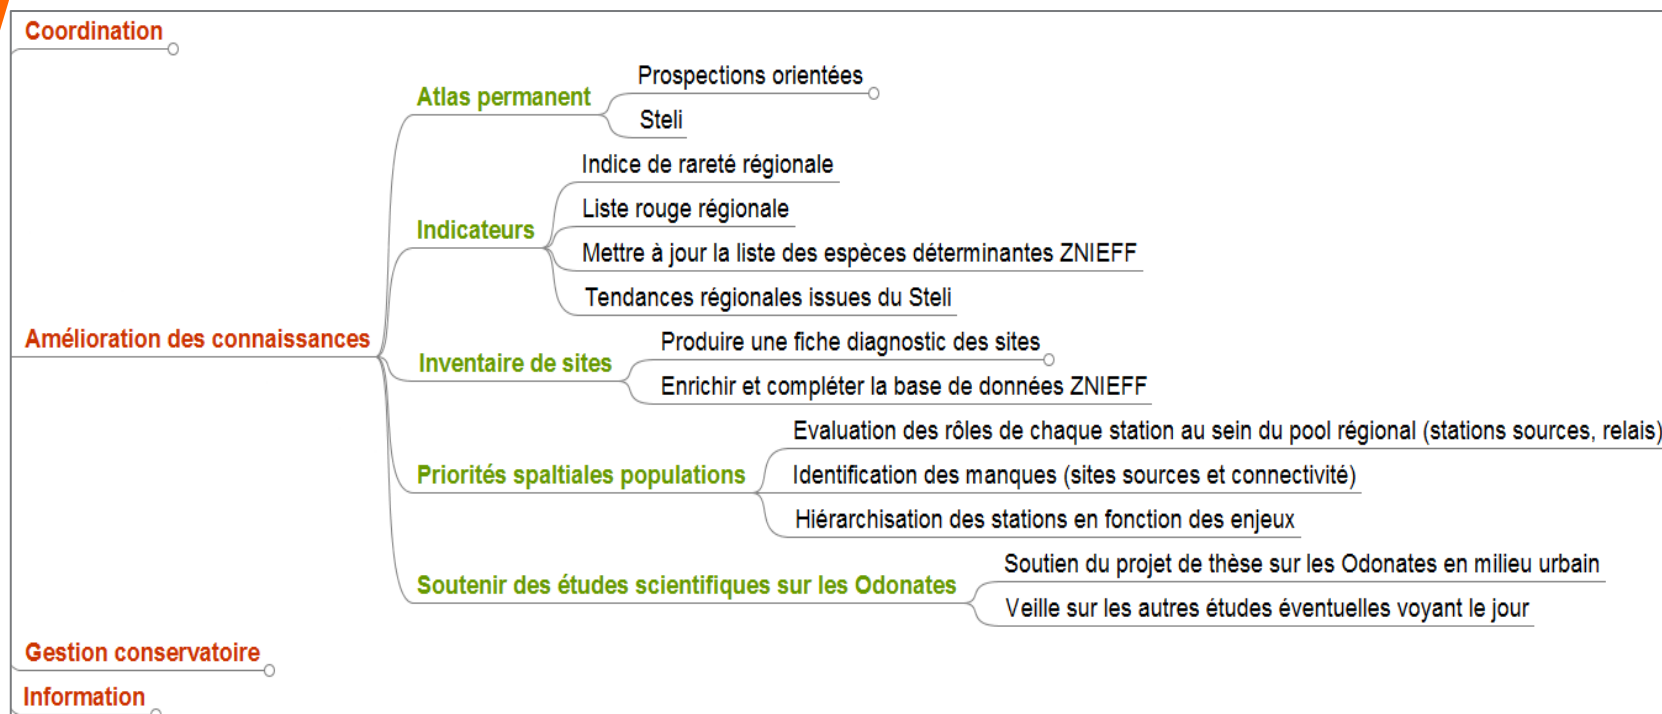 Coordination
Atlas permanent
Prospections orientées
Steli
Indicateurs
Indice de rareté régionale
Liste rouge régionale
Mettre à jour la liste des espèces déterminantes ZNIEFF
Tendances régionales issues du Steli
Amélioration des connaissances
Inventaire de sites
Produire une fiche diagnostic des sites
Enrichir et compléter la base de données ZNIEFF
Priorités spaltiales populations
Evaluation des rôles de chaque station au sein du pool régional (stations sources, relais)
Identification des manques (sites sources et connectivité)
Hiérarchisation des stations en fonction des enjeux
Soutenir des études scientifiques sur les Odonates
Soutien du projet de thèse sur les Odonates en milieu urbain
Veille sur les autres études éventuelles voyant le jour
Gestion conservatoire
Information